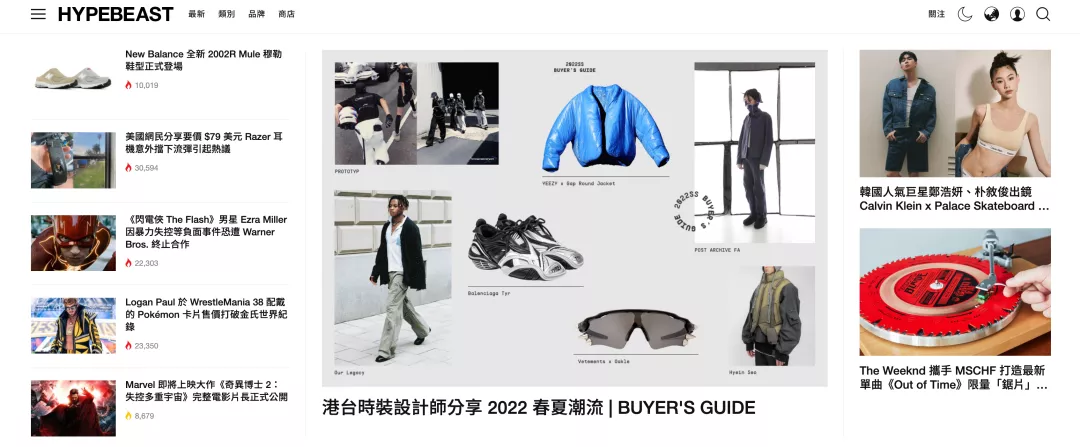 HYPEBEAST
最新 類別 品牌 商店
關注
New Balance 全新 2002R Mule 穆勒
鞋型正式登場
10,019
美國網民分享要價 $79 美元 Razer 耳
機意外擋下流彈引起熱議
30,594
《閃電俠 The Flash》男星 Ezra Miller
因暴力失控等負面事件恐遭 Warner
Bros. 終止合作
22,303
Logan Paul 於 WrestleMania 38 配戴
的 Pokémon 卡片售價打破金氏世界紀
錄
23,350
Marvel 即將上映大作《奇異博士 2：
失控多重宇宙》完整電影片長正式公開
8,679
2022SS
BUYER'S GUIDE
PROTOTYP
YEEZY x Gap Round Jacket
2022SS BUYER'S GUIDE
POST ARCHIVE FA
Balenciaga Tyr
Our Legacy
Vetements x Oakle
Hyein Seo
港台時裝設計師分享 2022 春夏潮流 | BUYER'S GUIDE
韓國人氣巨星鄭浩妍、朴敘俊出鏡
Calvin Klein x Palace Skateboard ...
The Weeknd 攜手 MSCHF 打造最新
單曲《Out of Time》限量「鋸片」...